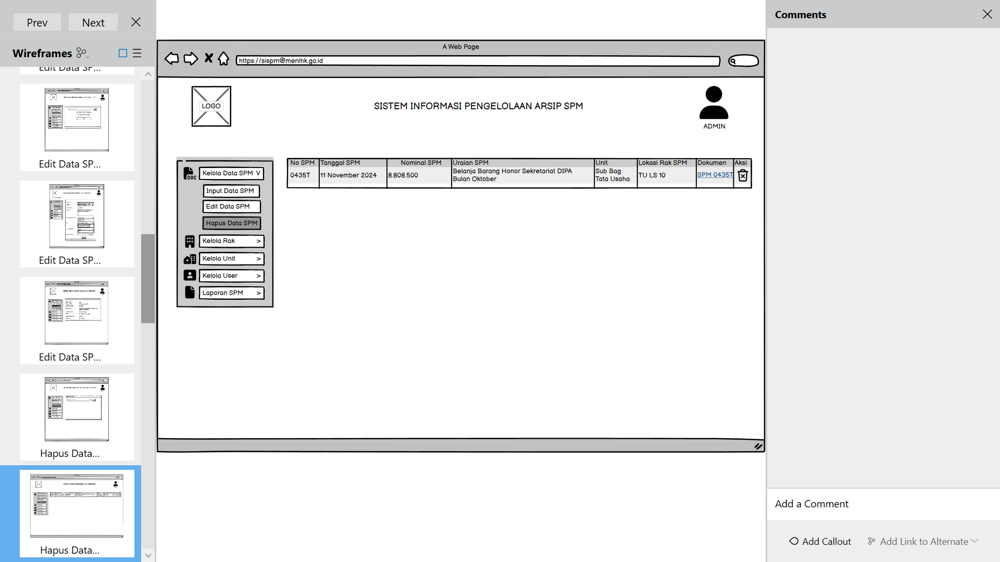 Prev
Next
Wireframes
Edit Data SP...
Edit Data SP...
Edit Data SP...
Edit Data SP...
Hapus Data...
Hapus Data...
A Web Page
https://sispm@menlhk.go.id
LOGO
SISTEM INFORMASI PENGELOLAAN ARSIP SPM
ADMIN
DOC
Kelola Data SPM V
Input Data SPM
Edit Data SPM
Hapus Data SPM
Kelola Rak >
Kelola Unit >
Kelola User >
Laporan SPM >
No SPM Tanggal SPM Nominal SPM Uraian SPM Unit Lokasi Rak SPM Dokumen Aksi
0435T 11 November 2024 8.808.500 Belanja Barang Honor Sekretariat DIPA Bulan Oktober Sub Bag Tata Usaha TU LS 10 SPM 0435T
Comments
Add a Comment
Add Callout
Add Link to Alternate